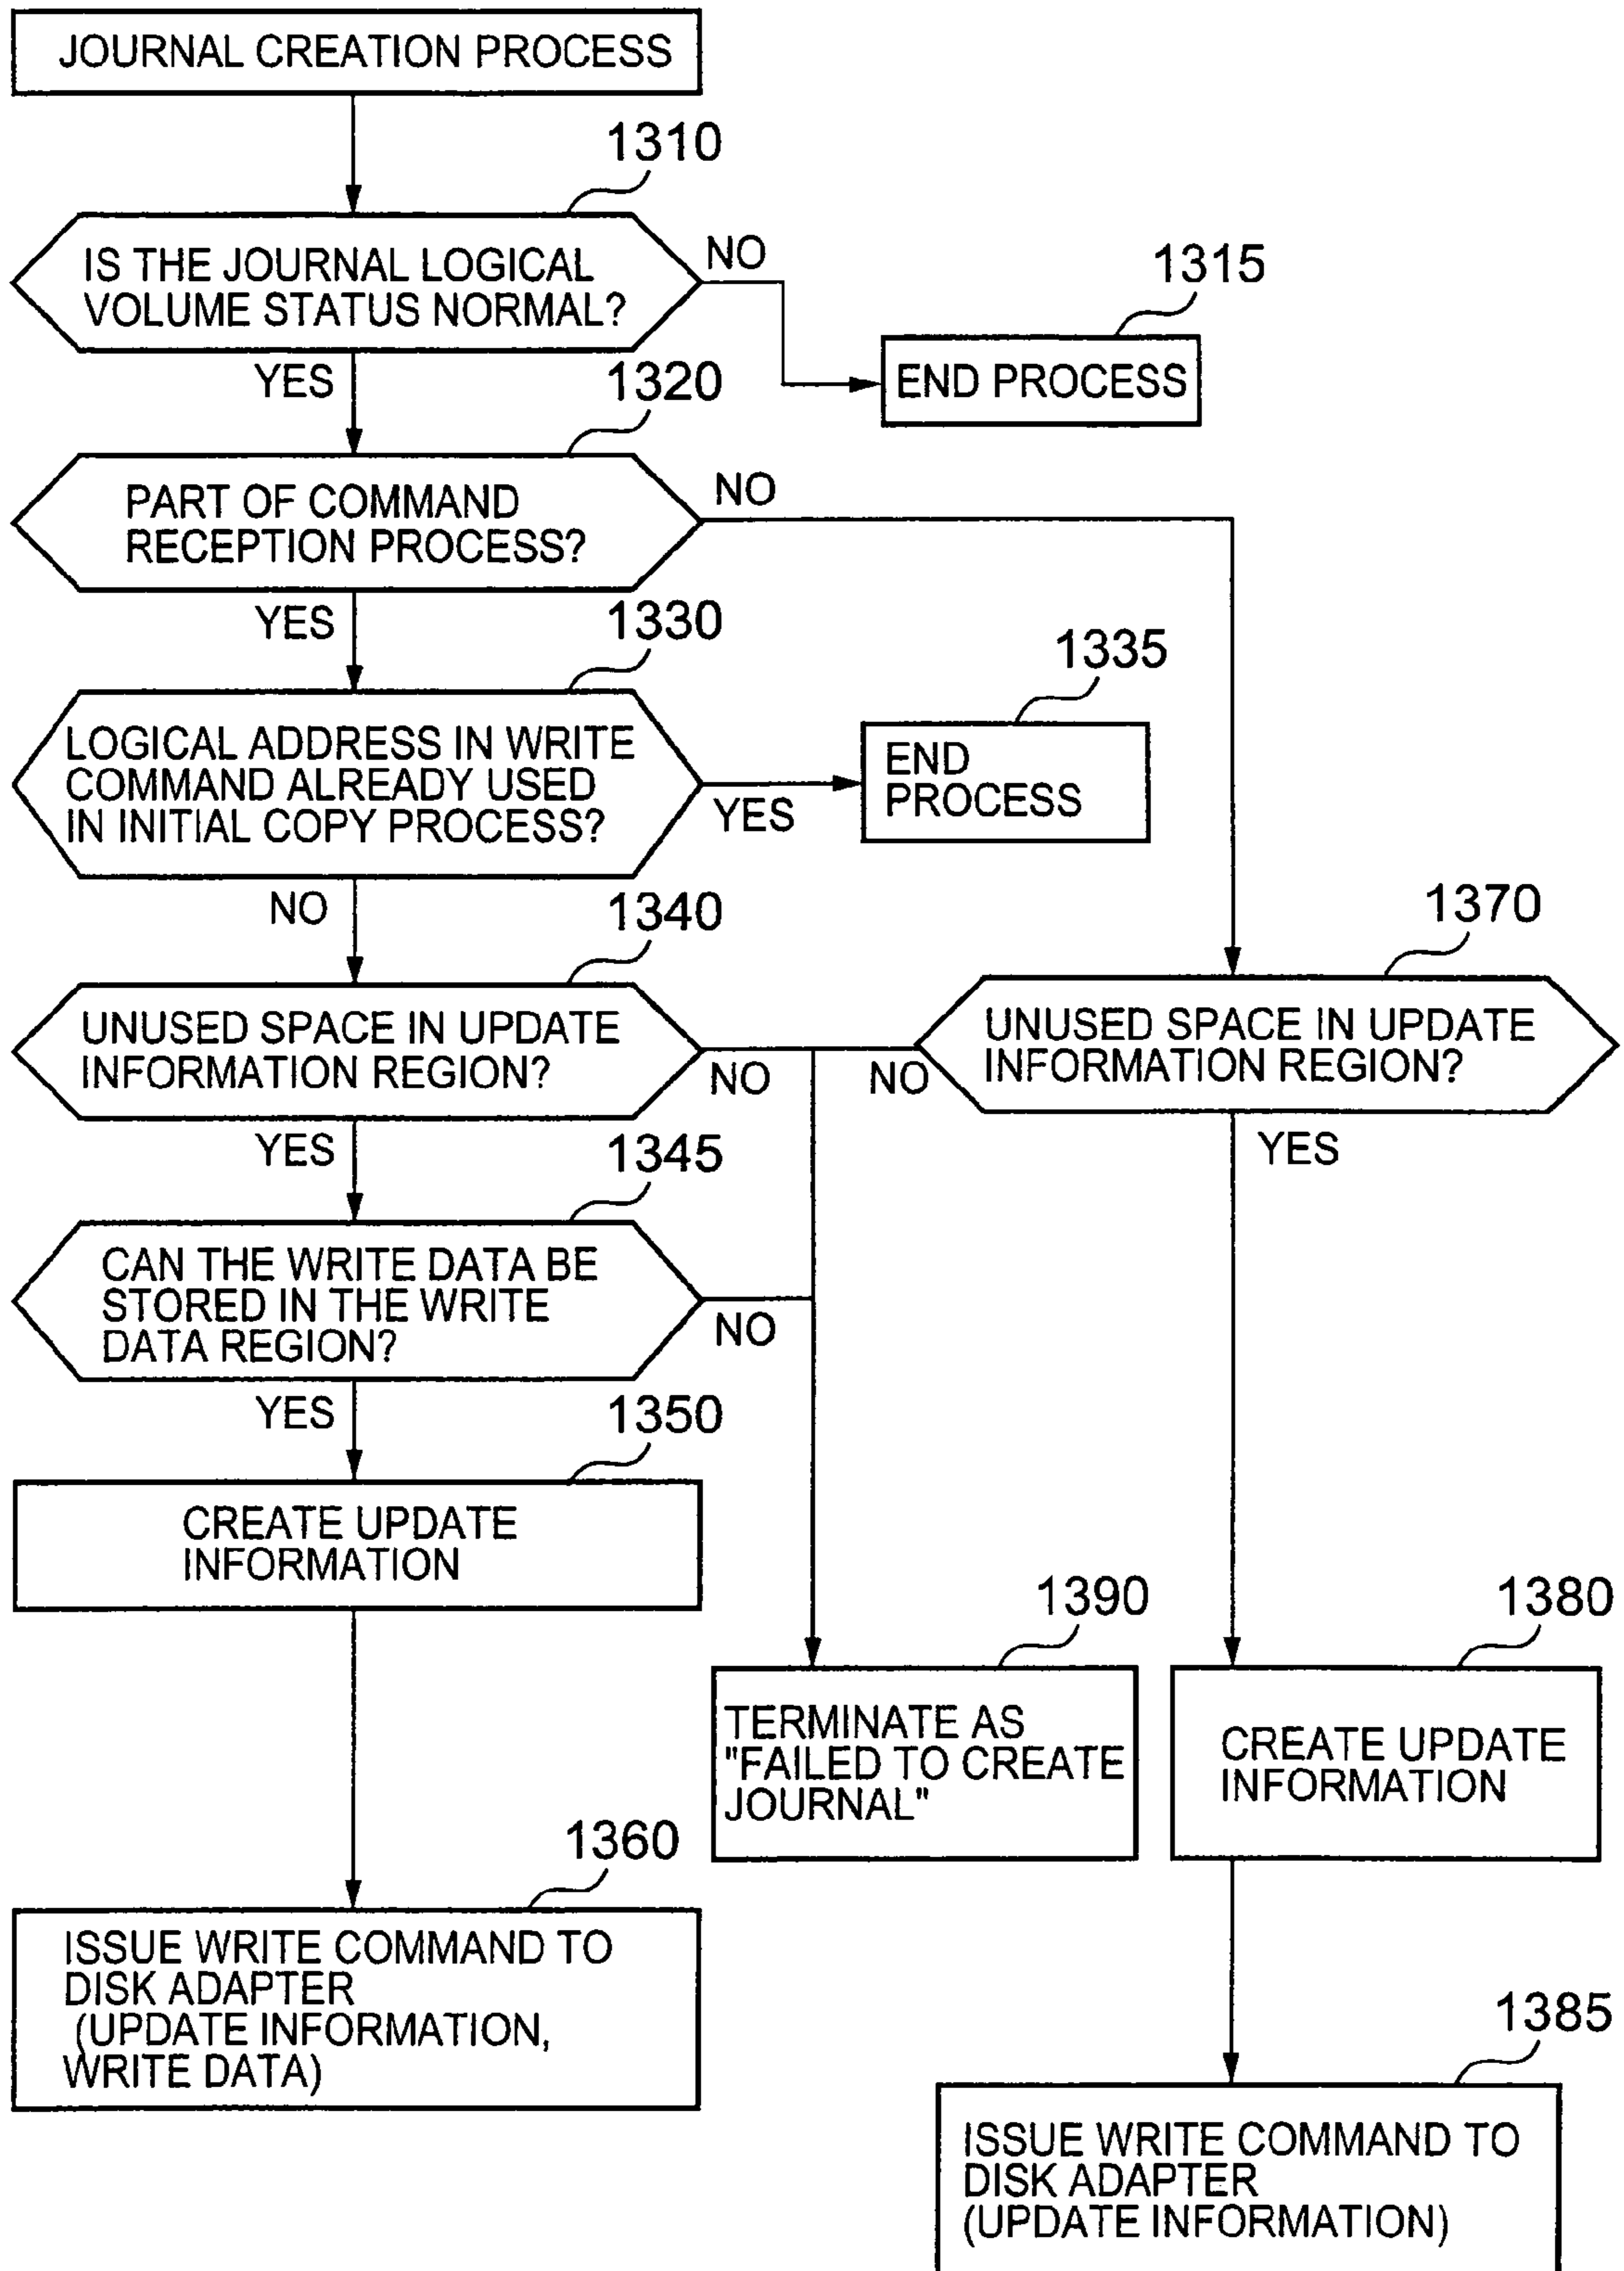 JOURNAL CREATION PROCESS
1310
IS THE JOURNAL LOGICAL
VOLUME STATUS NORMAL?
NO
1315
END PROCESS
YES
1320
PART OF COMMAND
RECEPTION PROCESS?
NO
YES
1330
LOGICAL ADDRESS IN WRITE
COMMAND ALREADY USED
IN INITIAL COPY PROCESS?
YES
1335
END
PROCESS
NO
1340
UNUSED SPACE IN UPDATE
INFORMATION REGION?
NO
1370
UNUSED SPACE IN UPDATE
INFORMATION REGION?
NO
YES
YES
1345
CAN THE WRITE DATA BE
STORED IN THE WRITE
DATA REGION?
NO
YES
1350
CREATE UPDATE
INFORMATION
1390
TERMINATE AS
"FAILED TO CREATE
JOURNAL"
1380
CREATE UPDATE
INFORMATION
1360
ISSUE WRITE COMMAND TO
DISK ADAPTER
(UPDATE INFORMATION,
WRITE DATA)
1385
ISSUE WRITE COMMAND TO
DISK ADAPTER
(UPDATE INFORMATION)